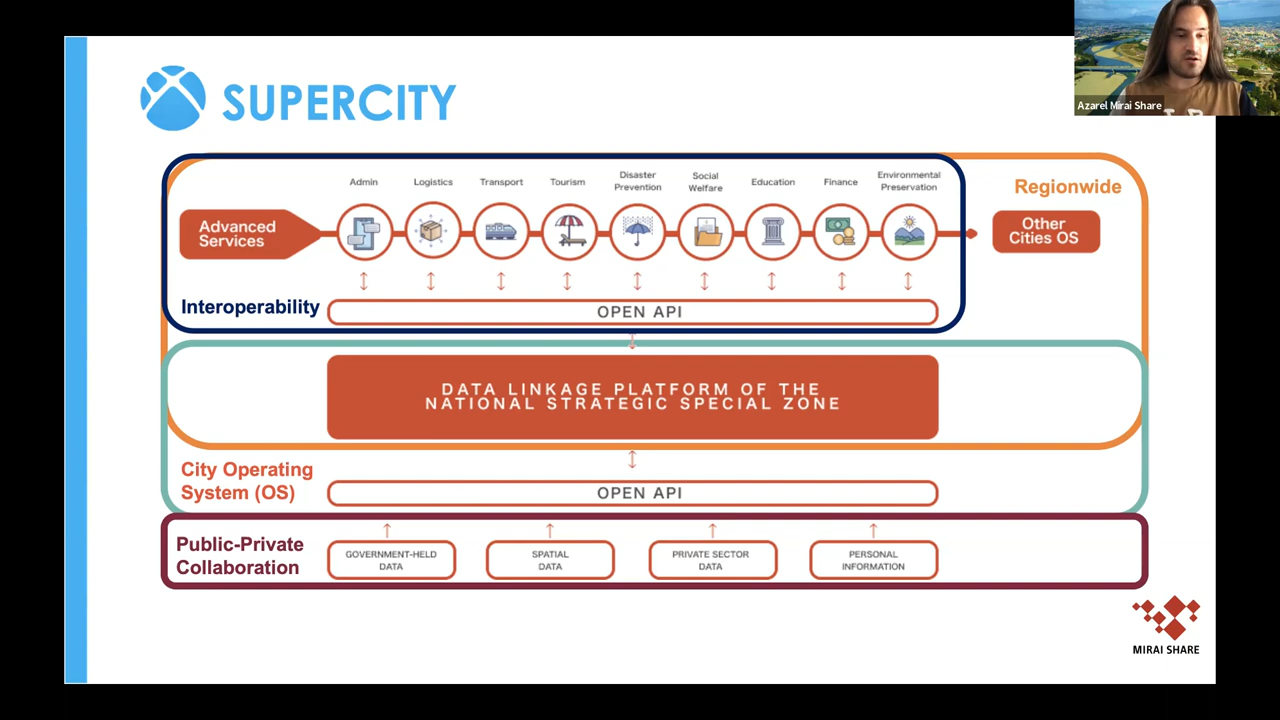 Azarel Mirai Share
SUPERCITY
Admin
Logistics
Transport
Tourism
Disaster
Prevention
Social
Welfare
Education
Finance
Environmental
Preservation
Regionwide
Advanced
Services
Other
Cities OS
Interoperability
OPEN API
DATA LINKAGE PLATFORM OF THE
NATIONAL STRATEGIC SPECIAL ZONE
City Operating
System (OS)
OPEN API
Public-Private
Collaboration
GOVERNMENT-HELD
DATA
SPATIAL
DATA
PRIVATE SECTOR
DATA
PERSONAL
INFORMATION
MIRAI SHARE